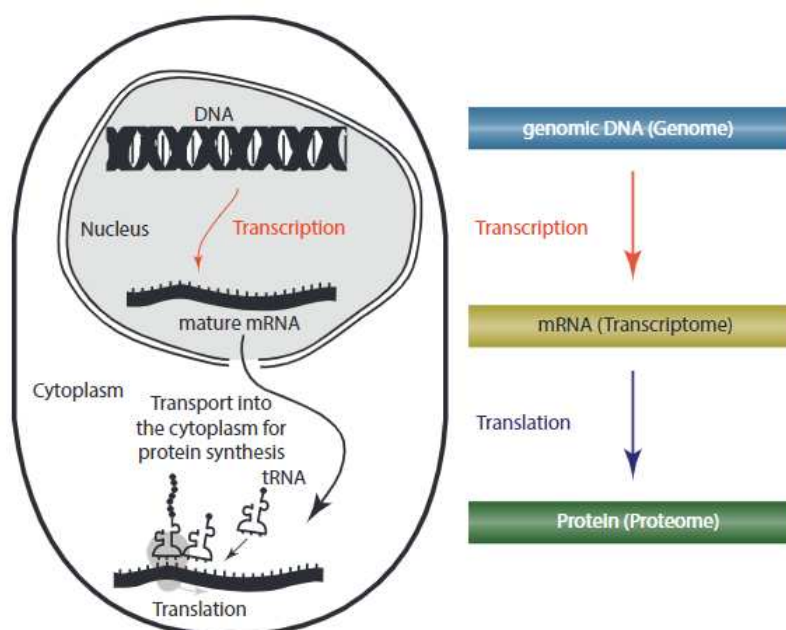 DNA
Nucleus
Transcription
mature mRNA
Cytoplasm
Transport into
the cytoplasm for
protein synthesis
tRNA
Translation
genomic DNA (Genome)
Transcription
mRNA (Transcriptome)
Translation
Protein (Proteome)